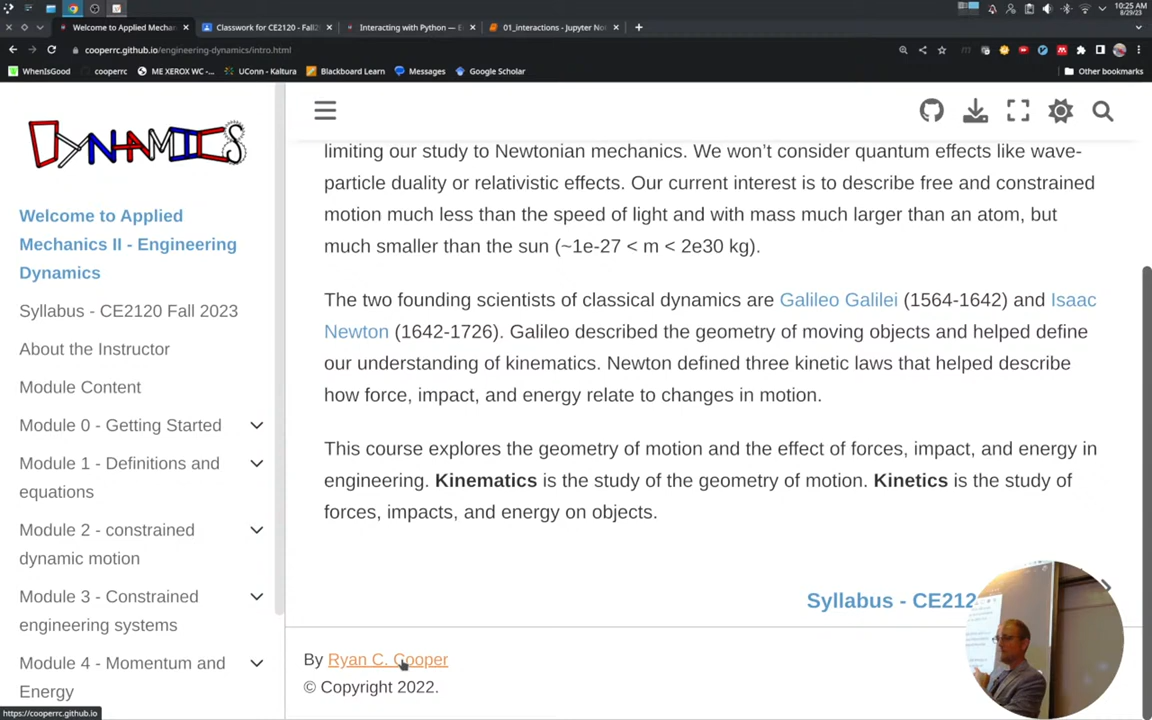 10:25 AM
8/29/23
Welcome to Applied Mechan
Classwork for CE2120 - Fall20
Interacting with Python — E
01_interactions - Jupyter No
cooperrc.github.io/engineering-dynamics/intro.html
WhenIsGood
cooperrc
ME XEROX WC -...
UConn - Kaltura
Blackboard Learn
Messages
Google Scholar
Other bookmarks
DYNAMICS
Welcome to Applied
Mechanics II - Engineering
Dynamics
Syllabus - CE2120 Fall 2023
About the Instructor
Module Content
Module 0 - Getting Started
Module 1 - Definitions and
equations
Module 2 - constrained
dynamic motion
Module 3 - Constrained
engineering systems
Module 4 - Momentum and
Energy
limiting our study to Newtonian mechanics. We won’t consider quantum effects like wave-
particle duality or relativistic effects. Our current interest is to describe free and constrained
motion much less than the speed of light and with mass much larger than an atom, but
much smaller than the sun (~1e-27 < m < 2e30 kg).
The two founding scientists of classical dynamics are Galileo Galilei (1564-1642) and Isaac
Newton (1642-1726). Galileo described the geometry of moving objects and helped define
our understanding of kinematics. Newton defined three kinetic laws that helped describe
how force, impact, and energy relate to changes in motion.
This course explores the geometry of motion and the effect of forces, impact, and energy in
engineering. Kinematics is the study of the geometry of motion. Kinetics is the study of
forces, impacts, and energy on objects.
Syllabus - CE212
By Ryan C. Cooper
© Copyright 2022.
https://cooperrc.github.io